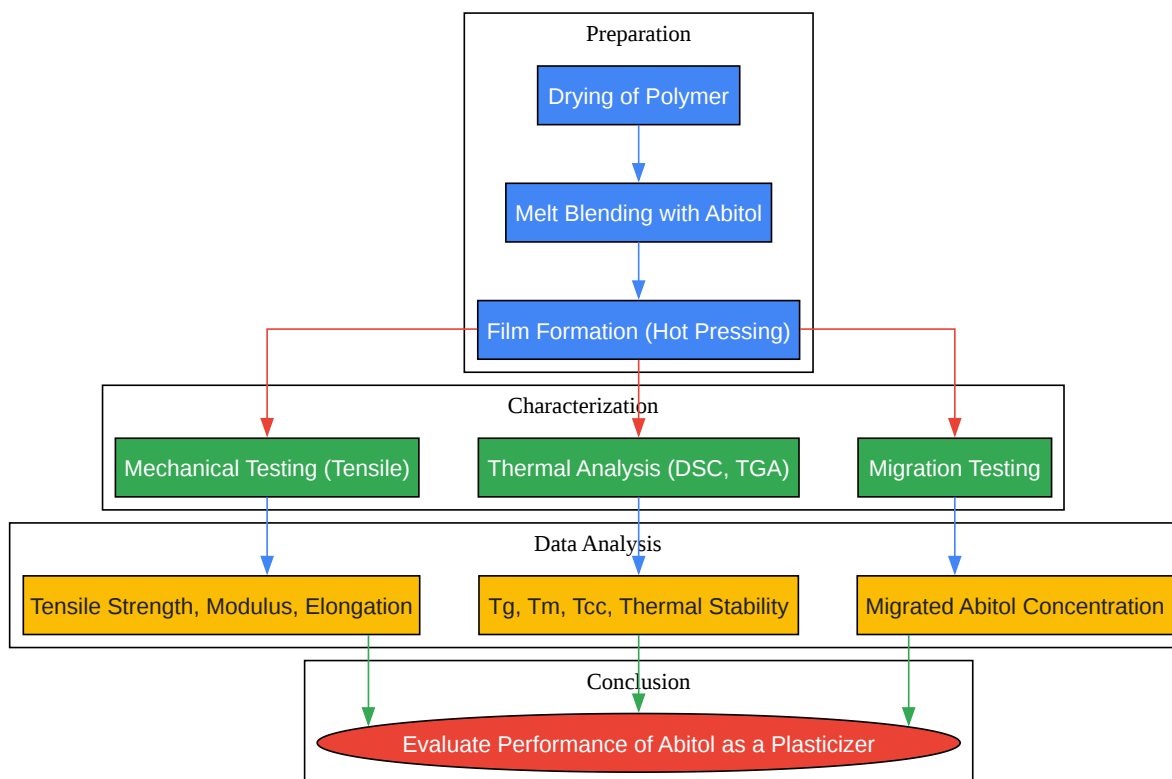 Preparation
Drying of Polymer
Melt Blending with Abitol
Film Formation (Hot Pressing)
Characterization
Mechanical Testing (Tensile)
Thermal Analysis (DSC, TGA)
Migration Testing
Data Analysis
Tensile Strength, Modulus, Elongation
Tg, Tm, Tcc, Thermal Stability
Migrated Abitol Concentration
Conclusion
Evaluate Performance of Abitol as a Plasticizer